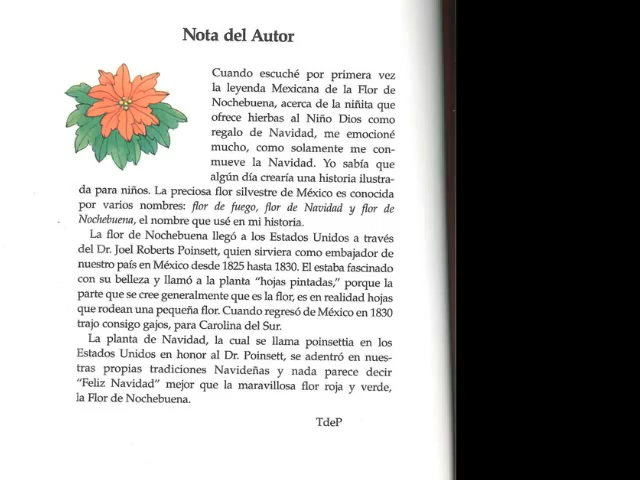 Nota del Autor
Cuando escuché por primera vez
la leyenda Mexicana de la Flor de
Nochebuena, acerca de la niñita que
ofrece hierbas al Niño Dios como
regalo de Navidad, me emocioné
mucho, como solamente me con-
mueve la Navidad. Yo sabía que
algún día crearía una historia ilustra-
da para niños. La preciosa flor silvestre de México es conocida
por varios nombres: flor de fuego, flor de Navidad y flor de
Nochebuena, el nombre que usé en mi historia.
La flor de Nochebuena llegó a los Estados Unidos a través
del Dr. Joel Roberts Poinsett, quien sirviera como embajador de
nuestro país en México desde 1825 hasta 1830. El estaba fascinado
con su belleza y llamó a la planta "hojas pintadas," porque la
parte que se cree generalmente que es la flor, es en realidad hojas
que rodean una pequeña flor. Cuando regresó de México en 1830
trajo consigo gajos, para Carolina del Sur.
La planta de Navidad, la cual se llama poinsettia en los
Estados Unidos en honor al Dr. Poinsett, se adentró en nues-
tras propias tradiciones Navideñas y nada parece decir
"Feliz Navidad" mejor que la maravillosa flor roja y verde,
la Flor de Nochebuena.
TdeP